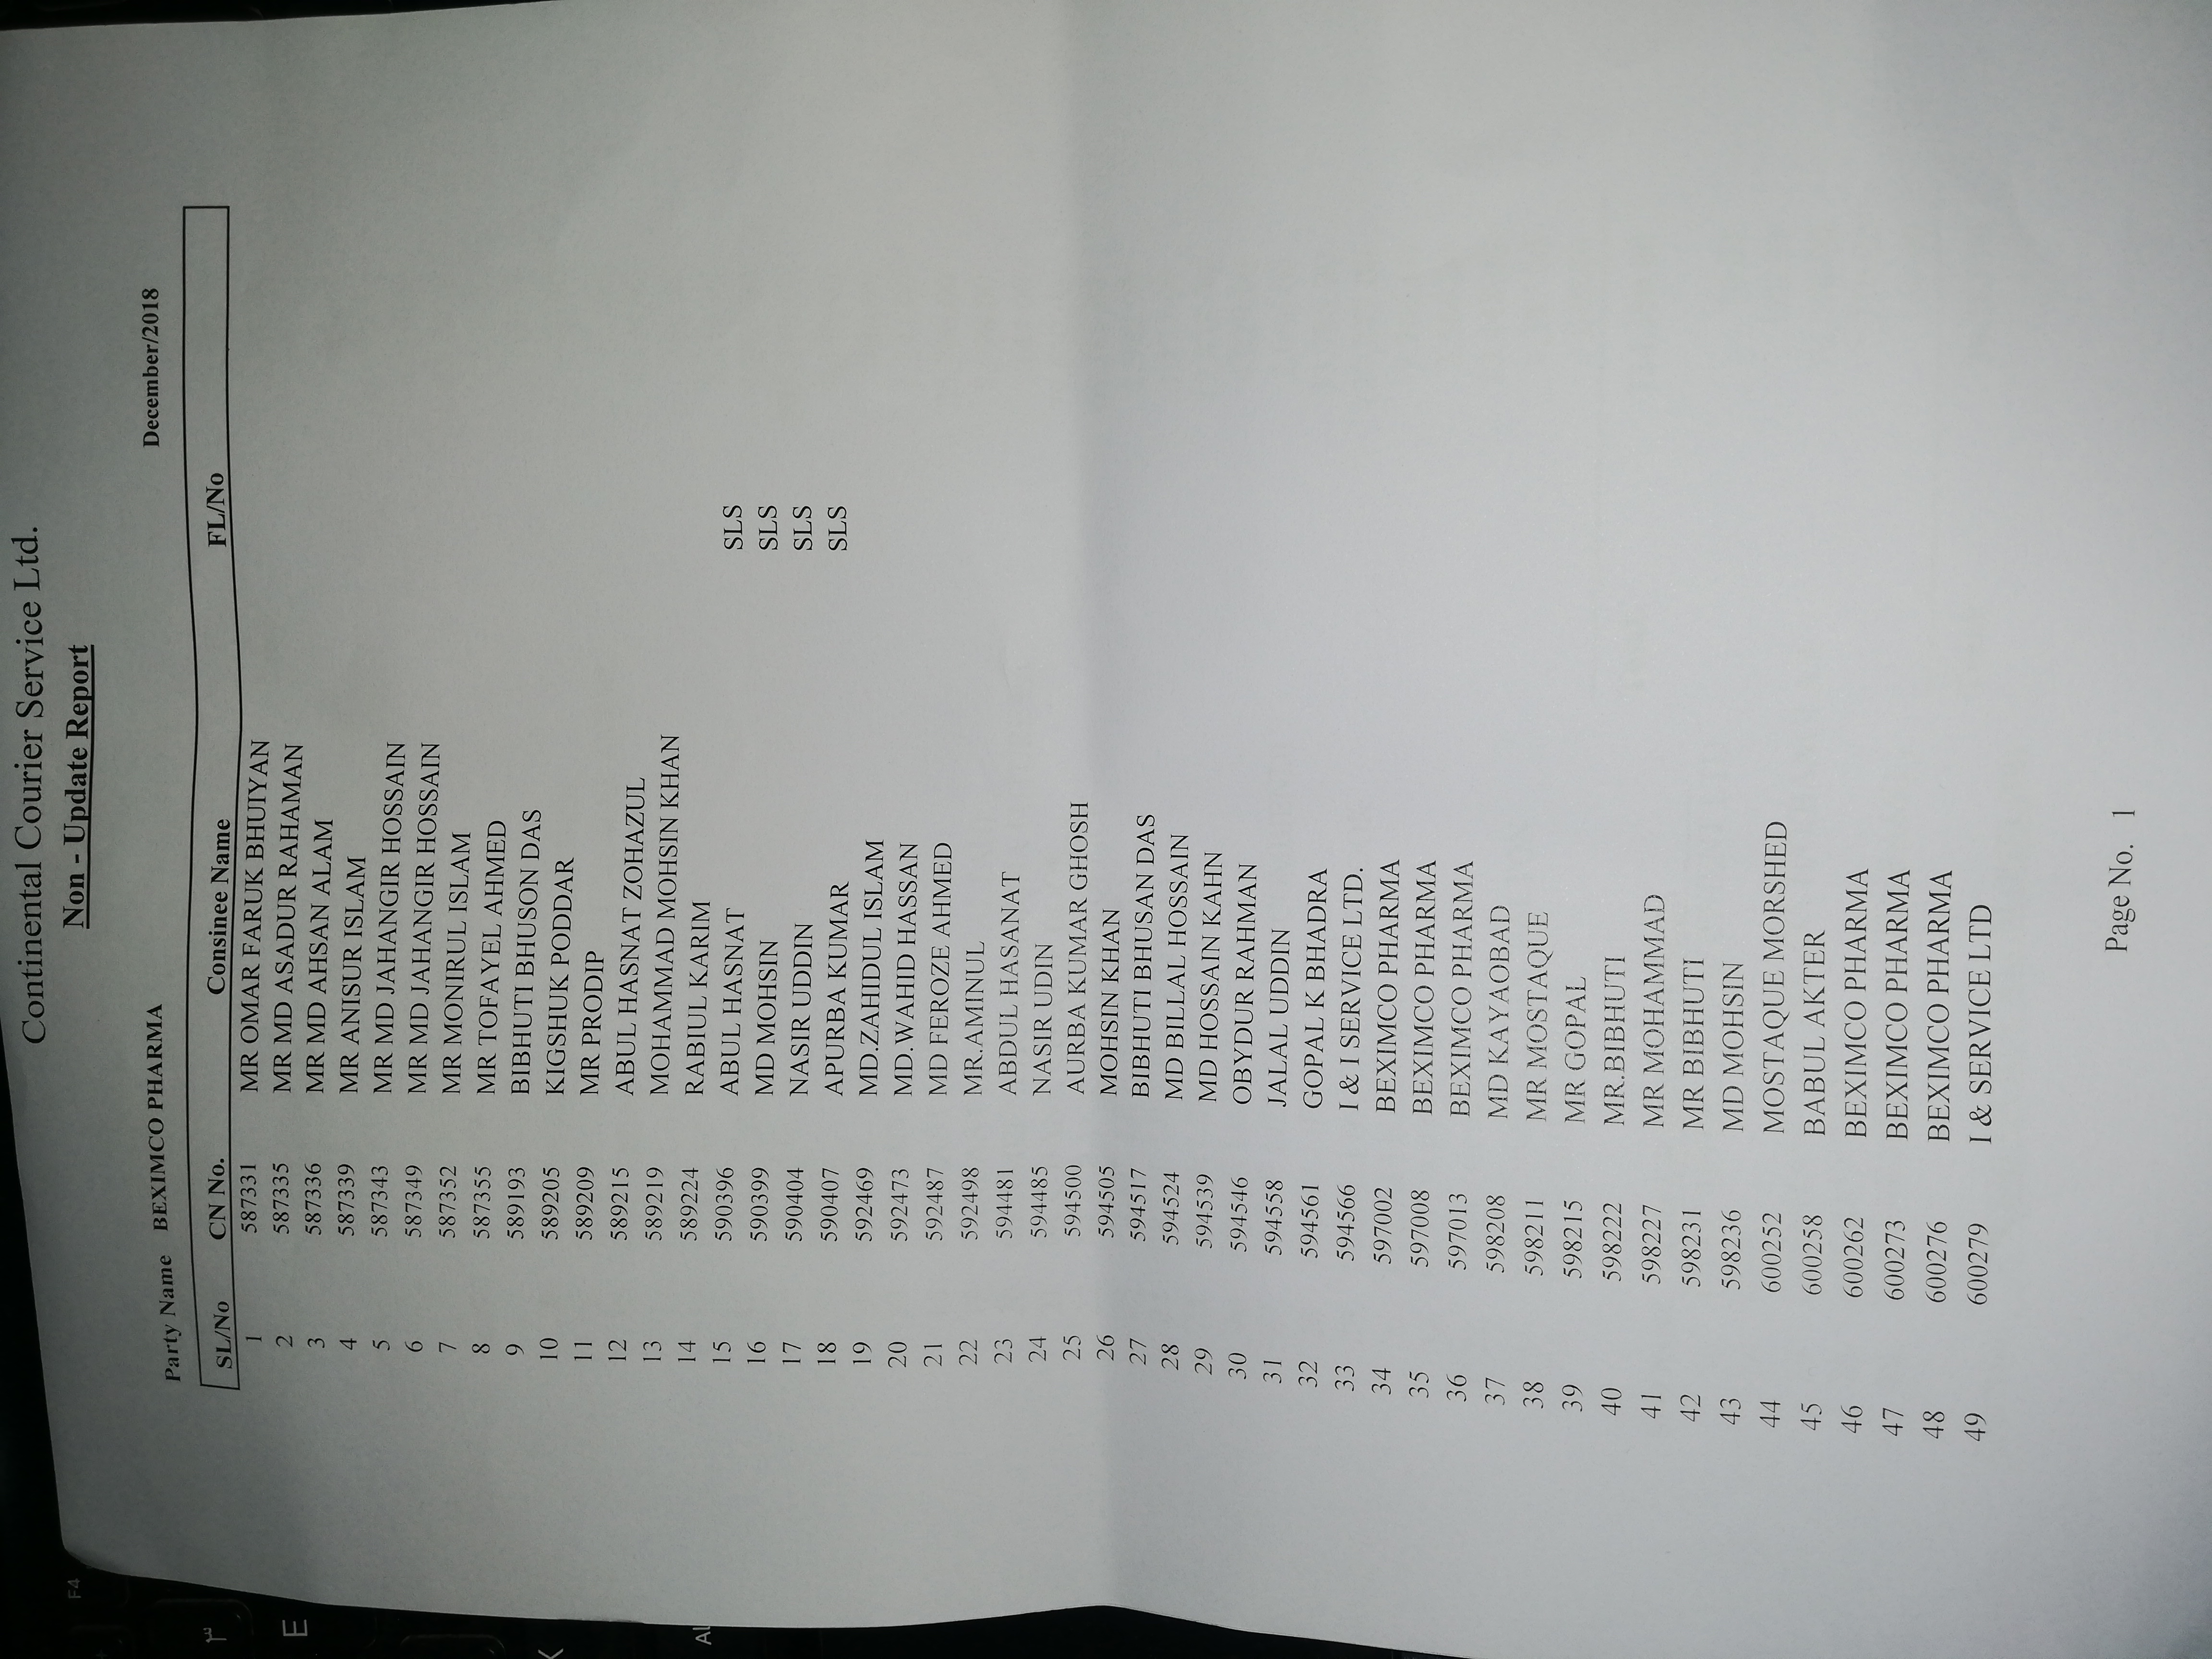 Continental Courier Service Ltd.
Non - Update Report
Party Name BEXIMCO PHARMA December/2018
SL/No CN No. Consinee Name FL/No
1 587331 MR OMAR FARUK BHUIYAN
2 587335 MR MD ASADUR RAHAMAN
3 587336 MR MD AHSAN ALAM
4 587339 MR ANISUR ISLAM
5 587343 MR MD JAHANGIR HOSSAIN
6 587349 MR MD JAHANGIR HOSSAIN
7 587352 MR MONIRUL ISLAM
8 587355 MR TOFAYEL AHMED
9 589193 BIBHUTI BHUSON DAS
10 589205 KIGSHUK PODDAR
11 589209 MR PRODIP
12 589215 ABUL HASNAT ZOHAZUL
13 589219 MOHAMMAD MOHSIN KHAN
14 589224 RABIUL KARIM
15 590396 ABUL HASNAT SLS
16 590399 MD MOHSIN SLS
17 590404 NASIR UDDIN SLS
18 590407 APURBA KUMAR SLS
19 592469 MD.ZAHIDUL ISLAM
20 592473 MD.WAHID HASSAN
21 592487 MD FEROZE AHMED
22 592498 MR.AMINUL
23 594481 ABDUL HASANAT
24 594485 NASIR UDIN
25 594500 AURBA KUMAR GHOSH
26 594505 MOHSIN KHAN
27 594517 BIBHUTI BHUSAN DAS
28 594524 MD BILLAL HOSSAIN
29 594539 MD HOSSAIN KAHN
30 594546 OBYDUR RAHMAN
31 594558 JALAL UDDIN
32 594561 GOPAL K BHADRA
33 594566 I & I SERVICE LTD.
34 597002 BEXIMCO PHARMA
35 597008 BEXIMCO PHARMA
36 597013 BEXIMCO PHARMA
37 598208 MD KAYAOBAD
38 598211 MR MOSTAQUE
39 598215 MR GOPAL
40 598222 MR.BIBHUTI
41 598227 MR MOHAMMAD
42 598231 MR BIBHUTI
43 598236 MD MOHSIN
44 600252 MOSTAQUE MORSHED
45 600258 BABUL AKTER
46 600262 BEXIMCO PHARMA
47 600273 BEXIMCO PHARMA
48 600276 BEXIMCO PHARMA
49 600279 I & SERVICE LTD
Page No. 1
F4
٣
E